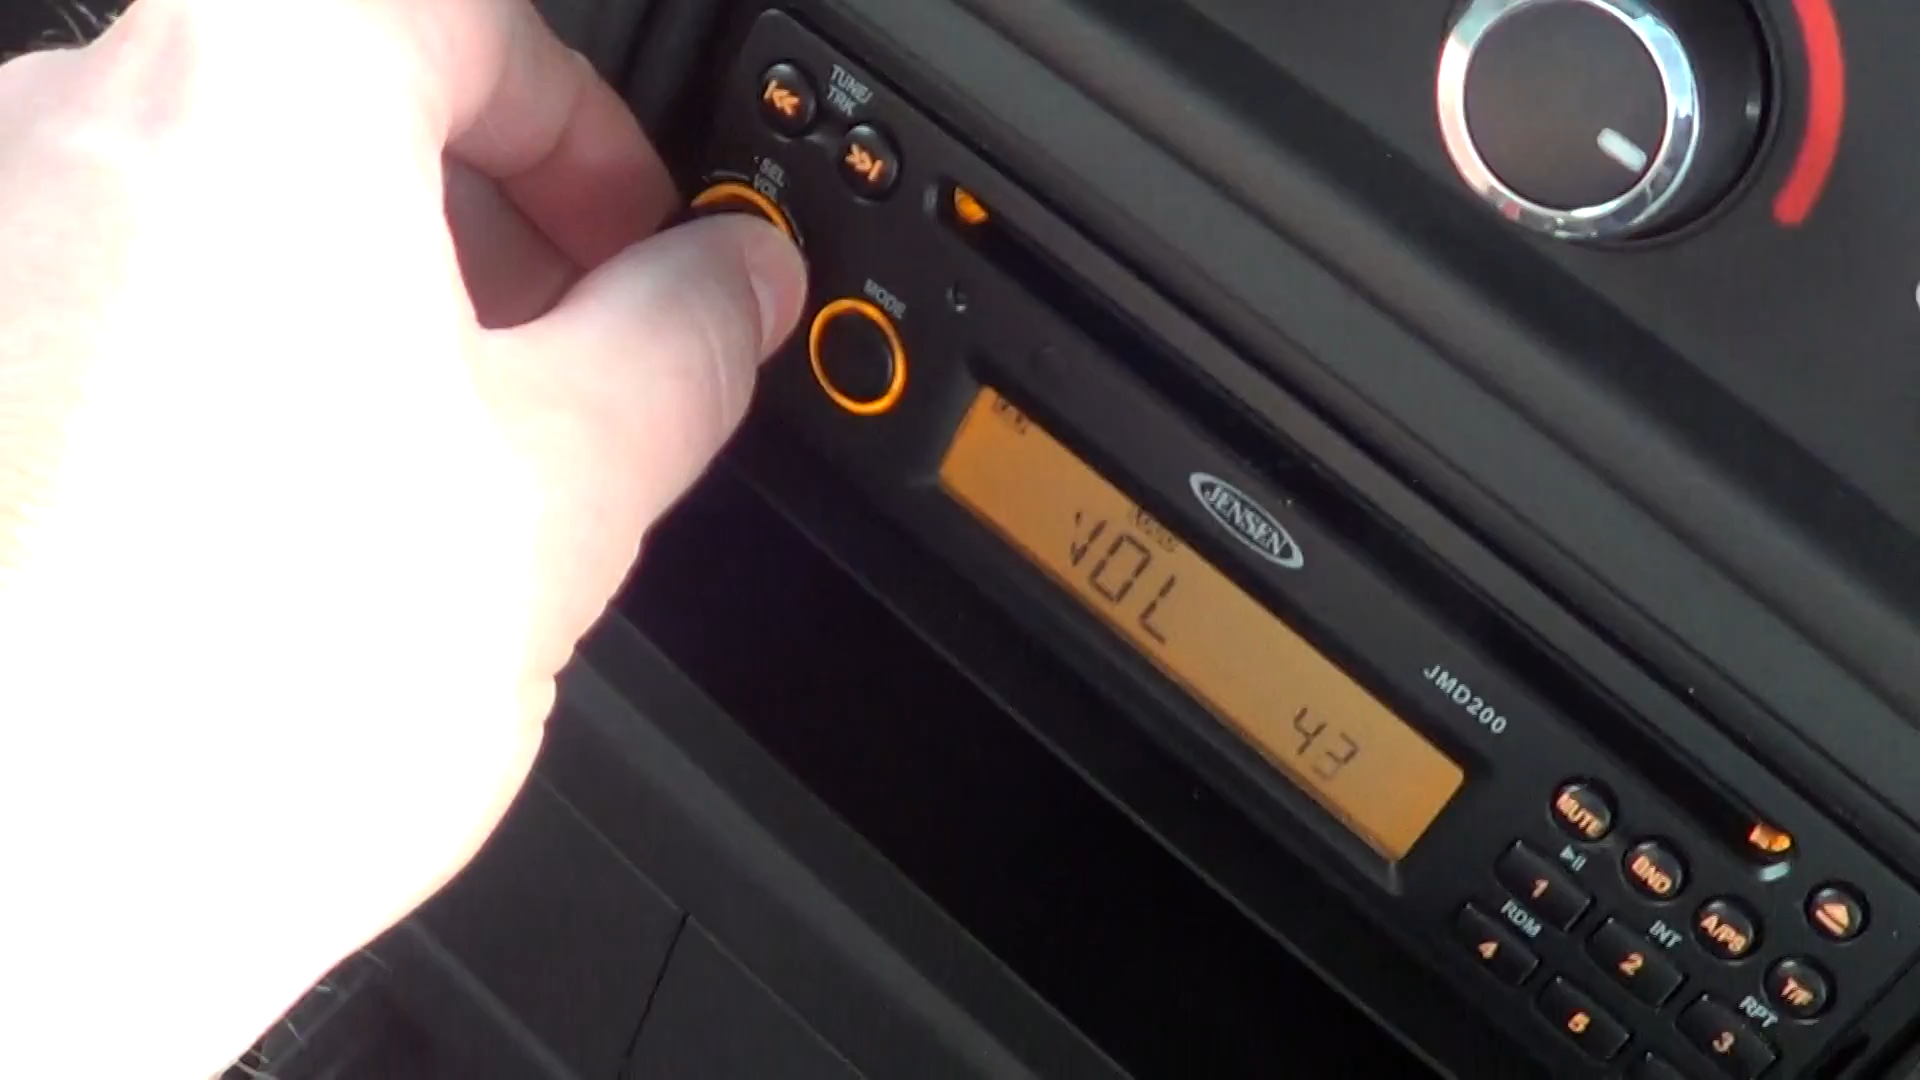 TUNE/
TRK
SEL
VOL
MODE
VOL
43
JENSEN
JMD200
MUTE
BND
A/PS
T/F
1
RDM
INT
RPT
4
2
5
3